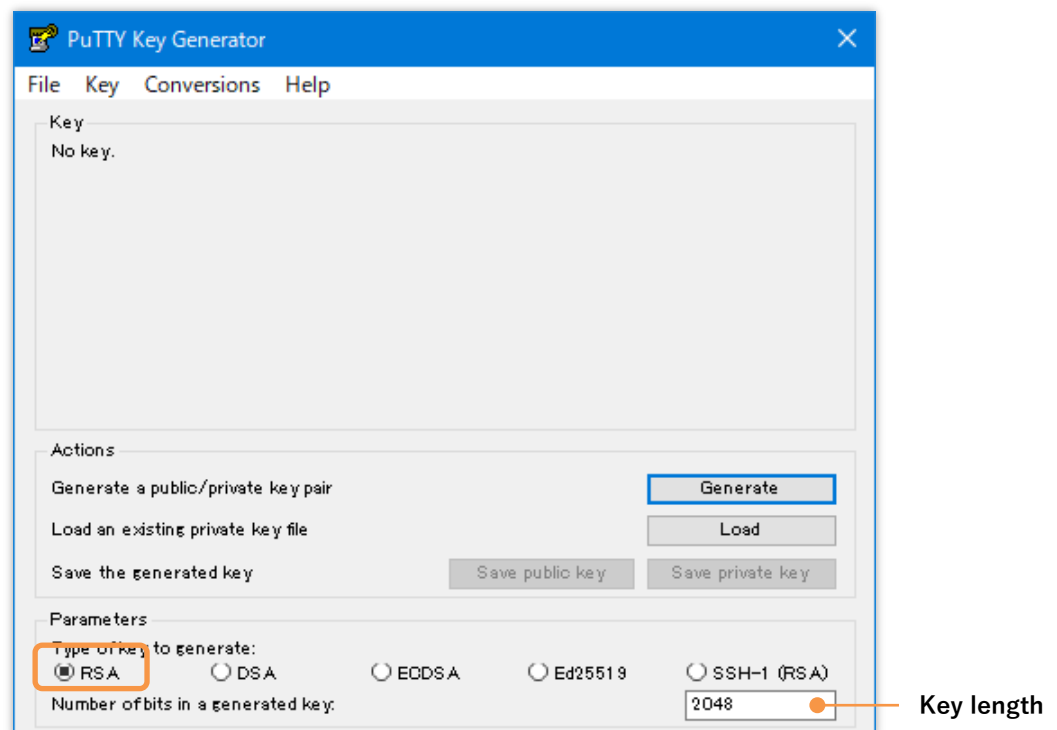 PuTTY Key Generator
File Key Conversions Help
Key
No key.
Actions
Generate a public/private key pair Generate
Load an existing private key file Load
Save the generated key Save public key Save private key
Parameters
Type of key to generate:
RSA DSA ECDSA Ed25519 SSH-1 (RSA)
Number of bits in a generated key: 2048 Key length